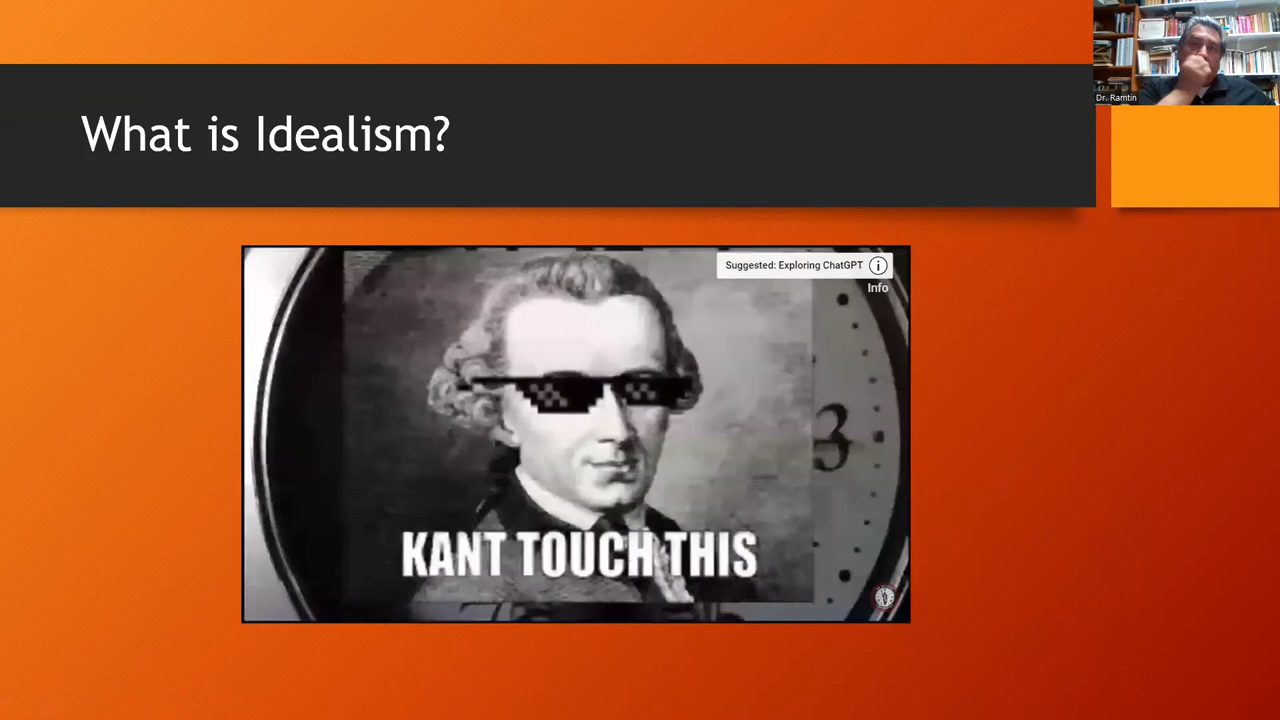 What is Idealism?
Dr. Ramtin
Suggested: Exploring ChatGPT
i
Info
3
KANT TOUCH THIS